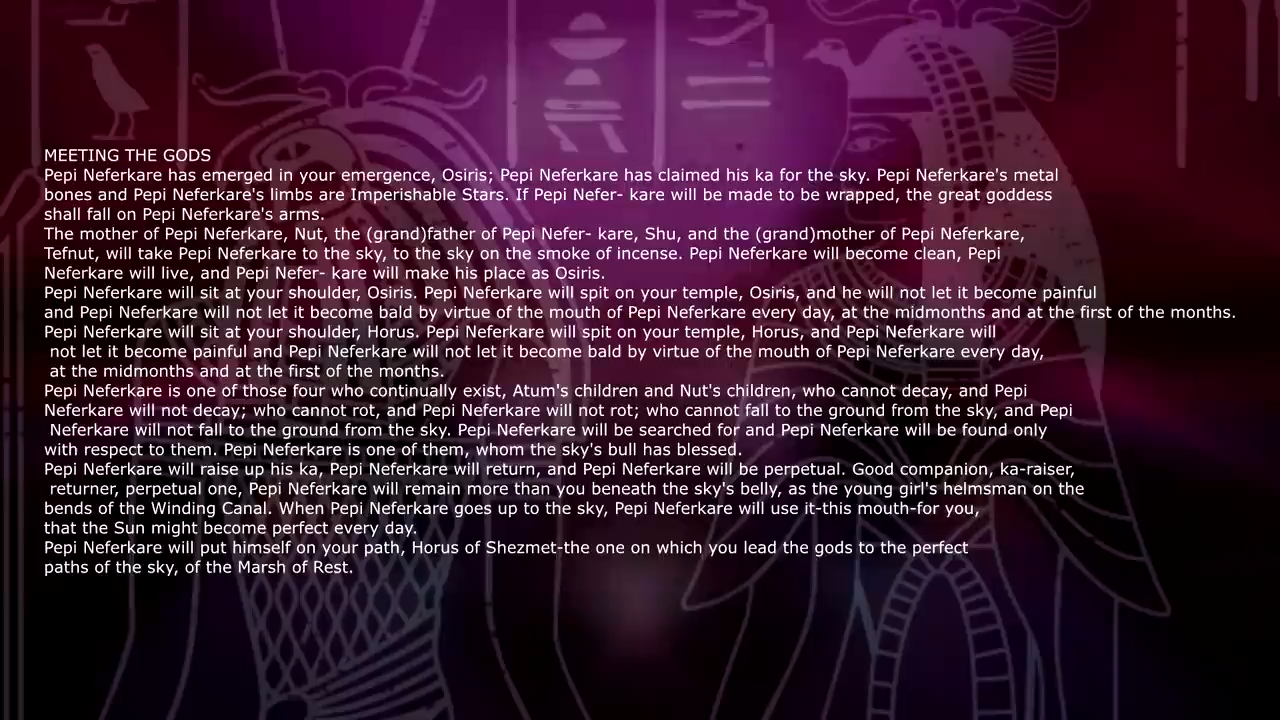 MEETING THE GODS
Pepi Neferkare has emerged in your emergence, Osiris; Pepi Neferkare has claimed his ka for the sky. Pepi Neferkare's metal
bones and Pepi Neferkare's limbs are Imperishable Stars. If Pepi Nefer- kare will be made to be wrapped, the great goddess
shall fall on Pepi Neferkare's arms.
The mother of Pepi Neferkare, Nut, the (grand)father of Pepi Nefer- kare, Shu, and the (grand)mother of Pepi Neferkare,
Tefnut, will take Pepi Neferkare to the sky, to the sky on the smoke of incense. Pepi Neferkare will become clean, Pepi
Neferkare will live, and Pepi Nefer- kare will make his place as Osiris.
Pepi Neferkare will sit at your shoulder, Osiris. Pepi Neferkare will spit on your temple, Osiris, and he will not let it become painful
and Pepi Neferkare will not let it become bald by virtue of the mouth of Pepi Neferkare every day, at the midmonths and at the first of the months.
Pepi Neferkare will sit at your shoulder, Horus. Pepi Neferkare will spit on your temple, Horus, and Pepi Neferkare will
not let it become painful and Pepi Neferkare will not let it become bald by virtue of the mouth of Pepi Neferkare every day,
at the midmonths and at the first of the months.
Pepi Neferkare is one of those four who continually exist, Atum's children and Nut's children, who cannot decay, and Pepi
Neferkare will not decay; who cannot rot, and Pepi Neferkare will not rot; who cannot fall to the ground from the sky, and Pepi
Neferkare will not fall to the ground from the sky. Pepi Neferkare will be searched for and Pepi Neferkare will be found only
with respect to them. Pepi Neferkare is one of them, whom the sky's bull has blessed.
Pepi Neferkare will raise up his ka, Pepi Neferkare will return, and Pepi Neferkare will be perpetual. Good companion, ka-raiser,
returner, perpetual one, Pepi Neferkare will remain more than you beneath the sky's belly, as the young girl's helmsman on the
bends of the Winding Canal. When Pepi Neferkare goes up to the sky, Pepi Neferkare will use it-this mouth-for you,
that the Sun might become perfect every day.
Pepi Neferkare will put himself on your path, Horus of Shezmet-the one on which you lead the gods to the perfect
paths of the sky, of the Marsh of Rest.